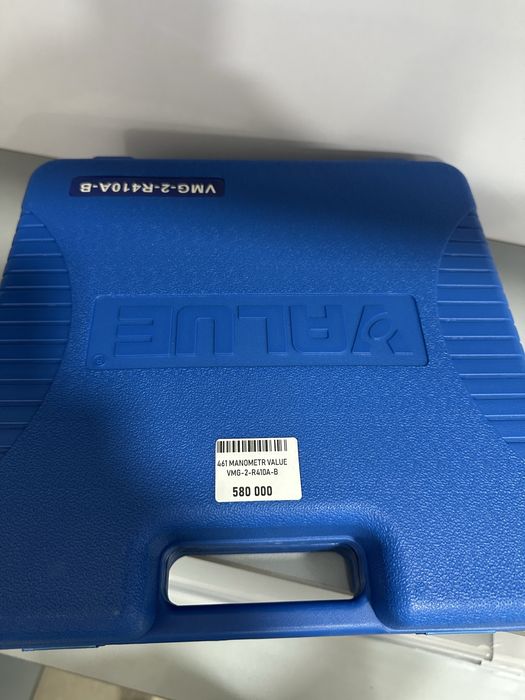 VMG-2-R410A-B
VALUE
®
461 MANOMETR VALUE
VMG-2-R410A-B
580 000